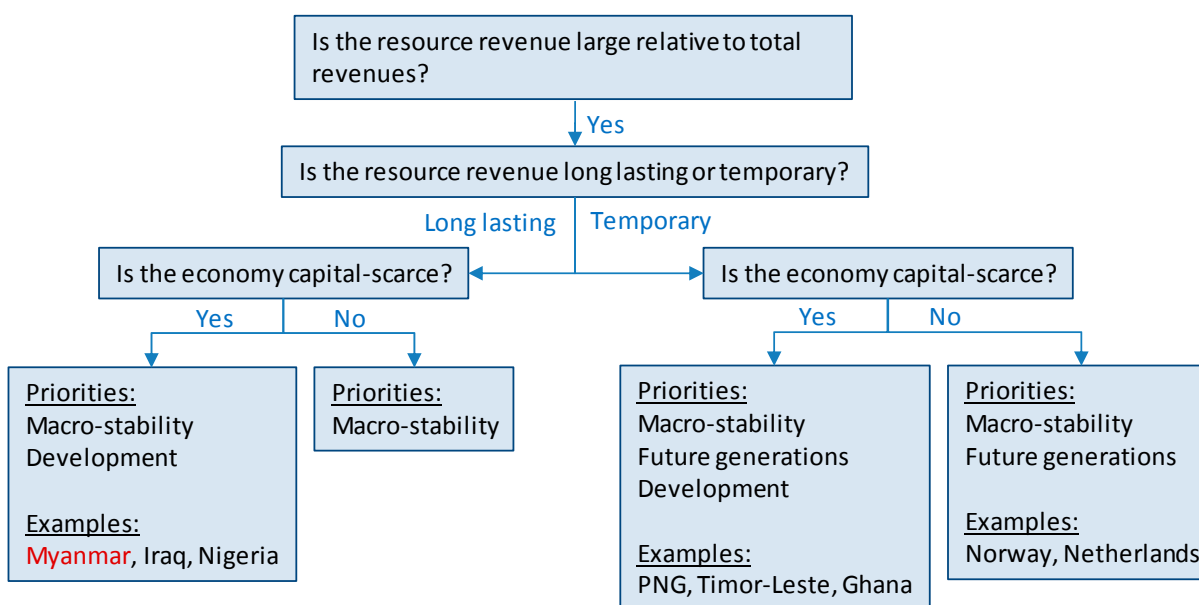 Is the resource revenue large relative to total
revenues?
Yes
Is the resource revenue long lasting or temporary?
Long lasting
Temporary
Is the economy capital-scarce?
Is the economy capital-scarce?
Yes
No
Yes
No
Priorities:
Macro-stability
Development
Examples:
Myanmar, Iraq, Nigeria
Priorities:
Macro-stability
Priorities:
Macro-stability
Future generations
Development
Examples:
PNG, Timor-Leste, Ghana
Priorities:
Macro-stability
Future generations
Examples:
Norway, Netherlands